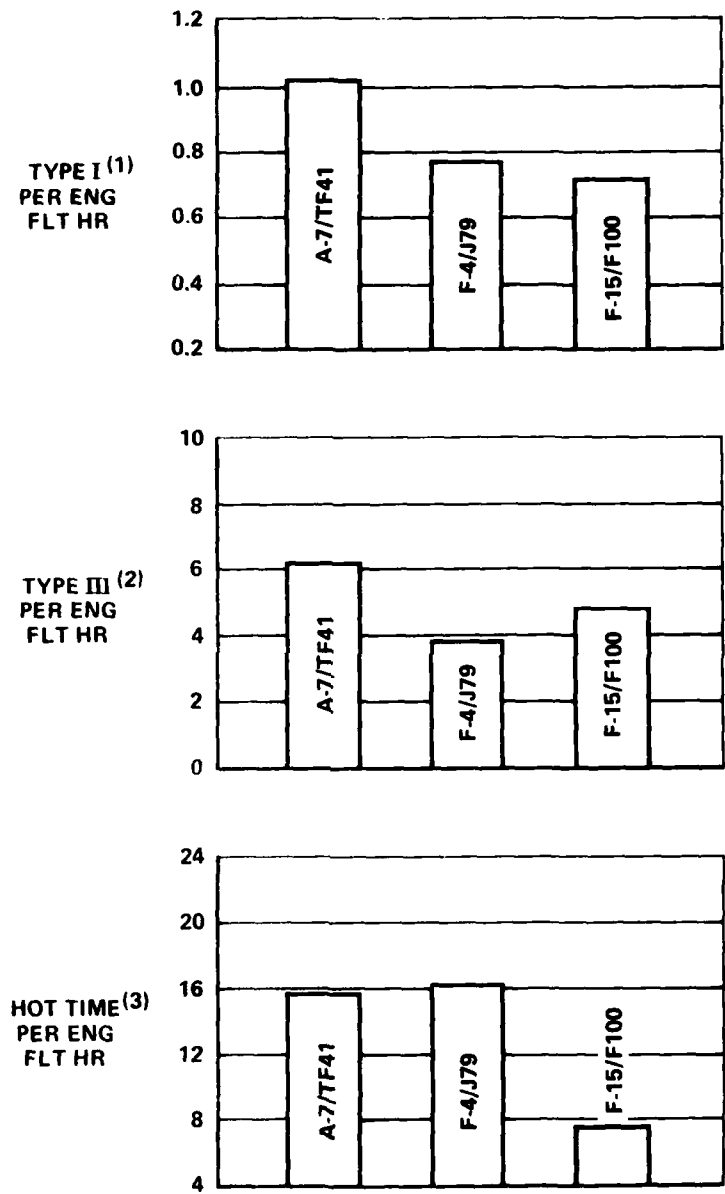 1.2
1.0
0.8
0.6
0.4
0.2
TYPE I (1)
PER ENG
FLT HR
A-7/TF41
F-4/J79
F-15/F100
10
8
6
4
2
0
TYPE III (2)
PER ENG
FLT HR
A-7/TF41
F-4/J79
F-15/F100
24
20
16
12
8
4
HOT TIME (3)
PER ENG
FLT HR
A-7/TF41
F-4/J79
F-15/F100